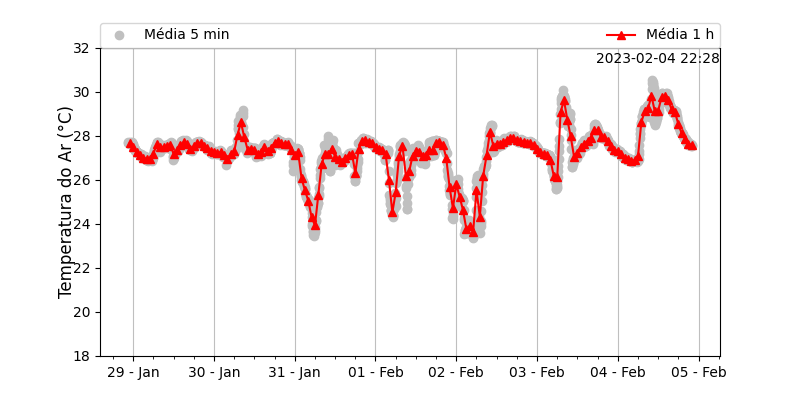 Média 5 min
Média 1 h
2023-02-04 22:28
Temperatura do Ar (°C)
32
30
28
26
24
22
20
18
29 - Jan
30 - Jan
31 - Jan
01 - Feb
02 - Feb
03 - Feb
04 - Feb
05 - Feb